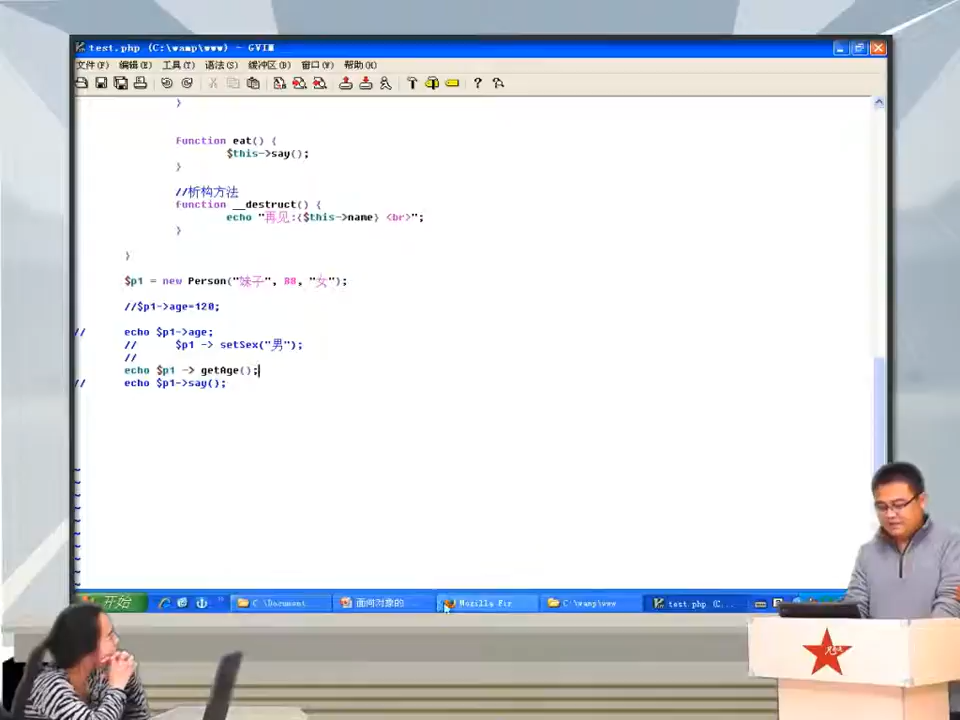 test.php (C:\wamp\www) - GVIM
文件(F) 编辑(E) 工具(T) 语法(S) 缓冲区(B) 窗口(W) 帮助(H)
}
Function eat() {
$this->say();
}
//析构方法
function __destruct() {
echo "再见:{$this->name} <br>";
}
}
$p1 = new Person("妹子", 88, "女");
//$p1->age=120;
// echo $p1->age;
// $p1 -> setSex("男");
//
echo $p1 -> getAge();
// echo $p1->say();
~
~
~
~
~
~
~
~
~
~
开始 C:\Document 面向对象的 Mozilla Fir C:\wamp\www test.php (C...